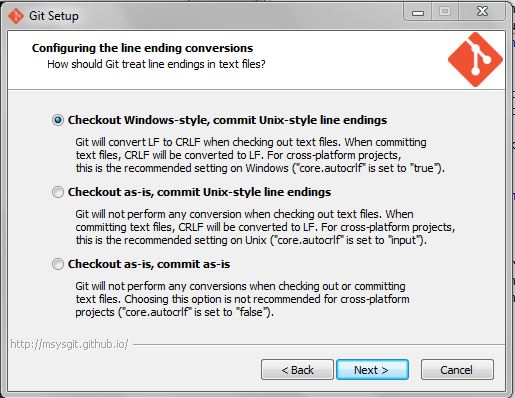 Git Setup
Configuring the line ending conversions
How should Git treat line endings in text files?
Checkout Windows-style, commit Unix-style line endings
Git will convert LF to CRLF when checking out text files. When committing
text files, CRLF will be converted to LF. For cross-platform projects,
this is the recommended setting on Windows ("core.autocrlf" is set to "true").
Checkout as-is, commit Unix-style line endings
Git will not perform any conversion when checking out text files. When
committing text files, CRLF will be converted to LF. For cross-platform projects,
this is the recommended setting on Unix ("core.autocrlf" is set to "input").
Checkout as-is, commit as-is
Git will not perform any conversions when checking out or committing
text files. Choosing this option is not recommended for cross-platform
projects ("core.autocrlf" is set to "false").
http://msysgit.github.io/
< Back
Next >
Cancel